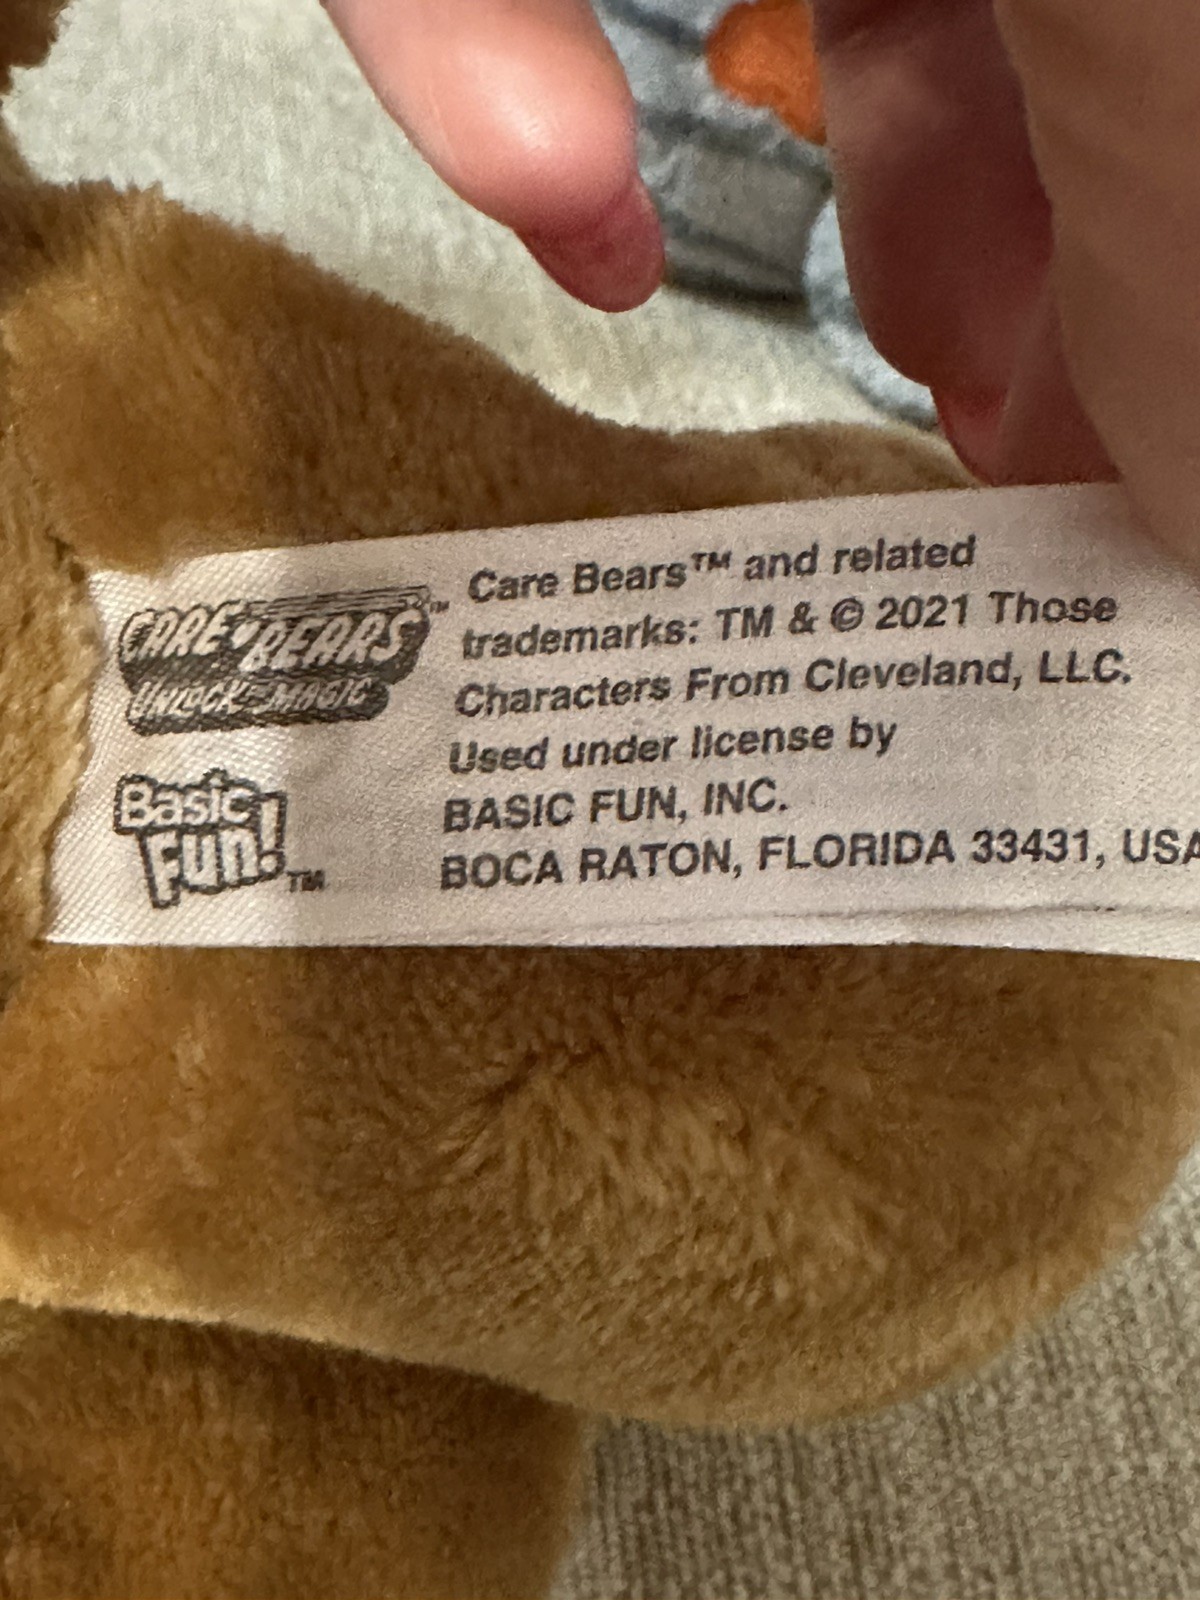 CARE BEARS™
UNLOCK THE MAGIC
Basic
Fun!™
Care Bears™ and related
trademarks: TM & © 2021 Those
Characters From Cleveland, LLC.
Used under license by
BASIC FUN, INC.
BOCA RATON, FLORIDA 33431, USA